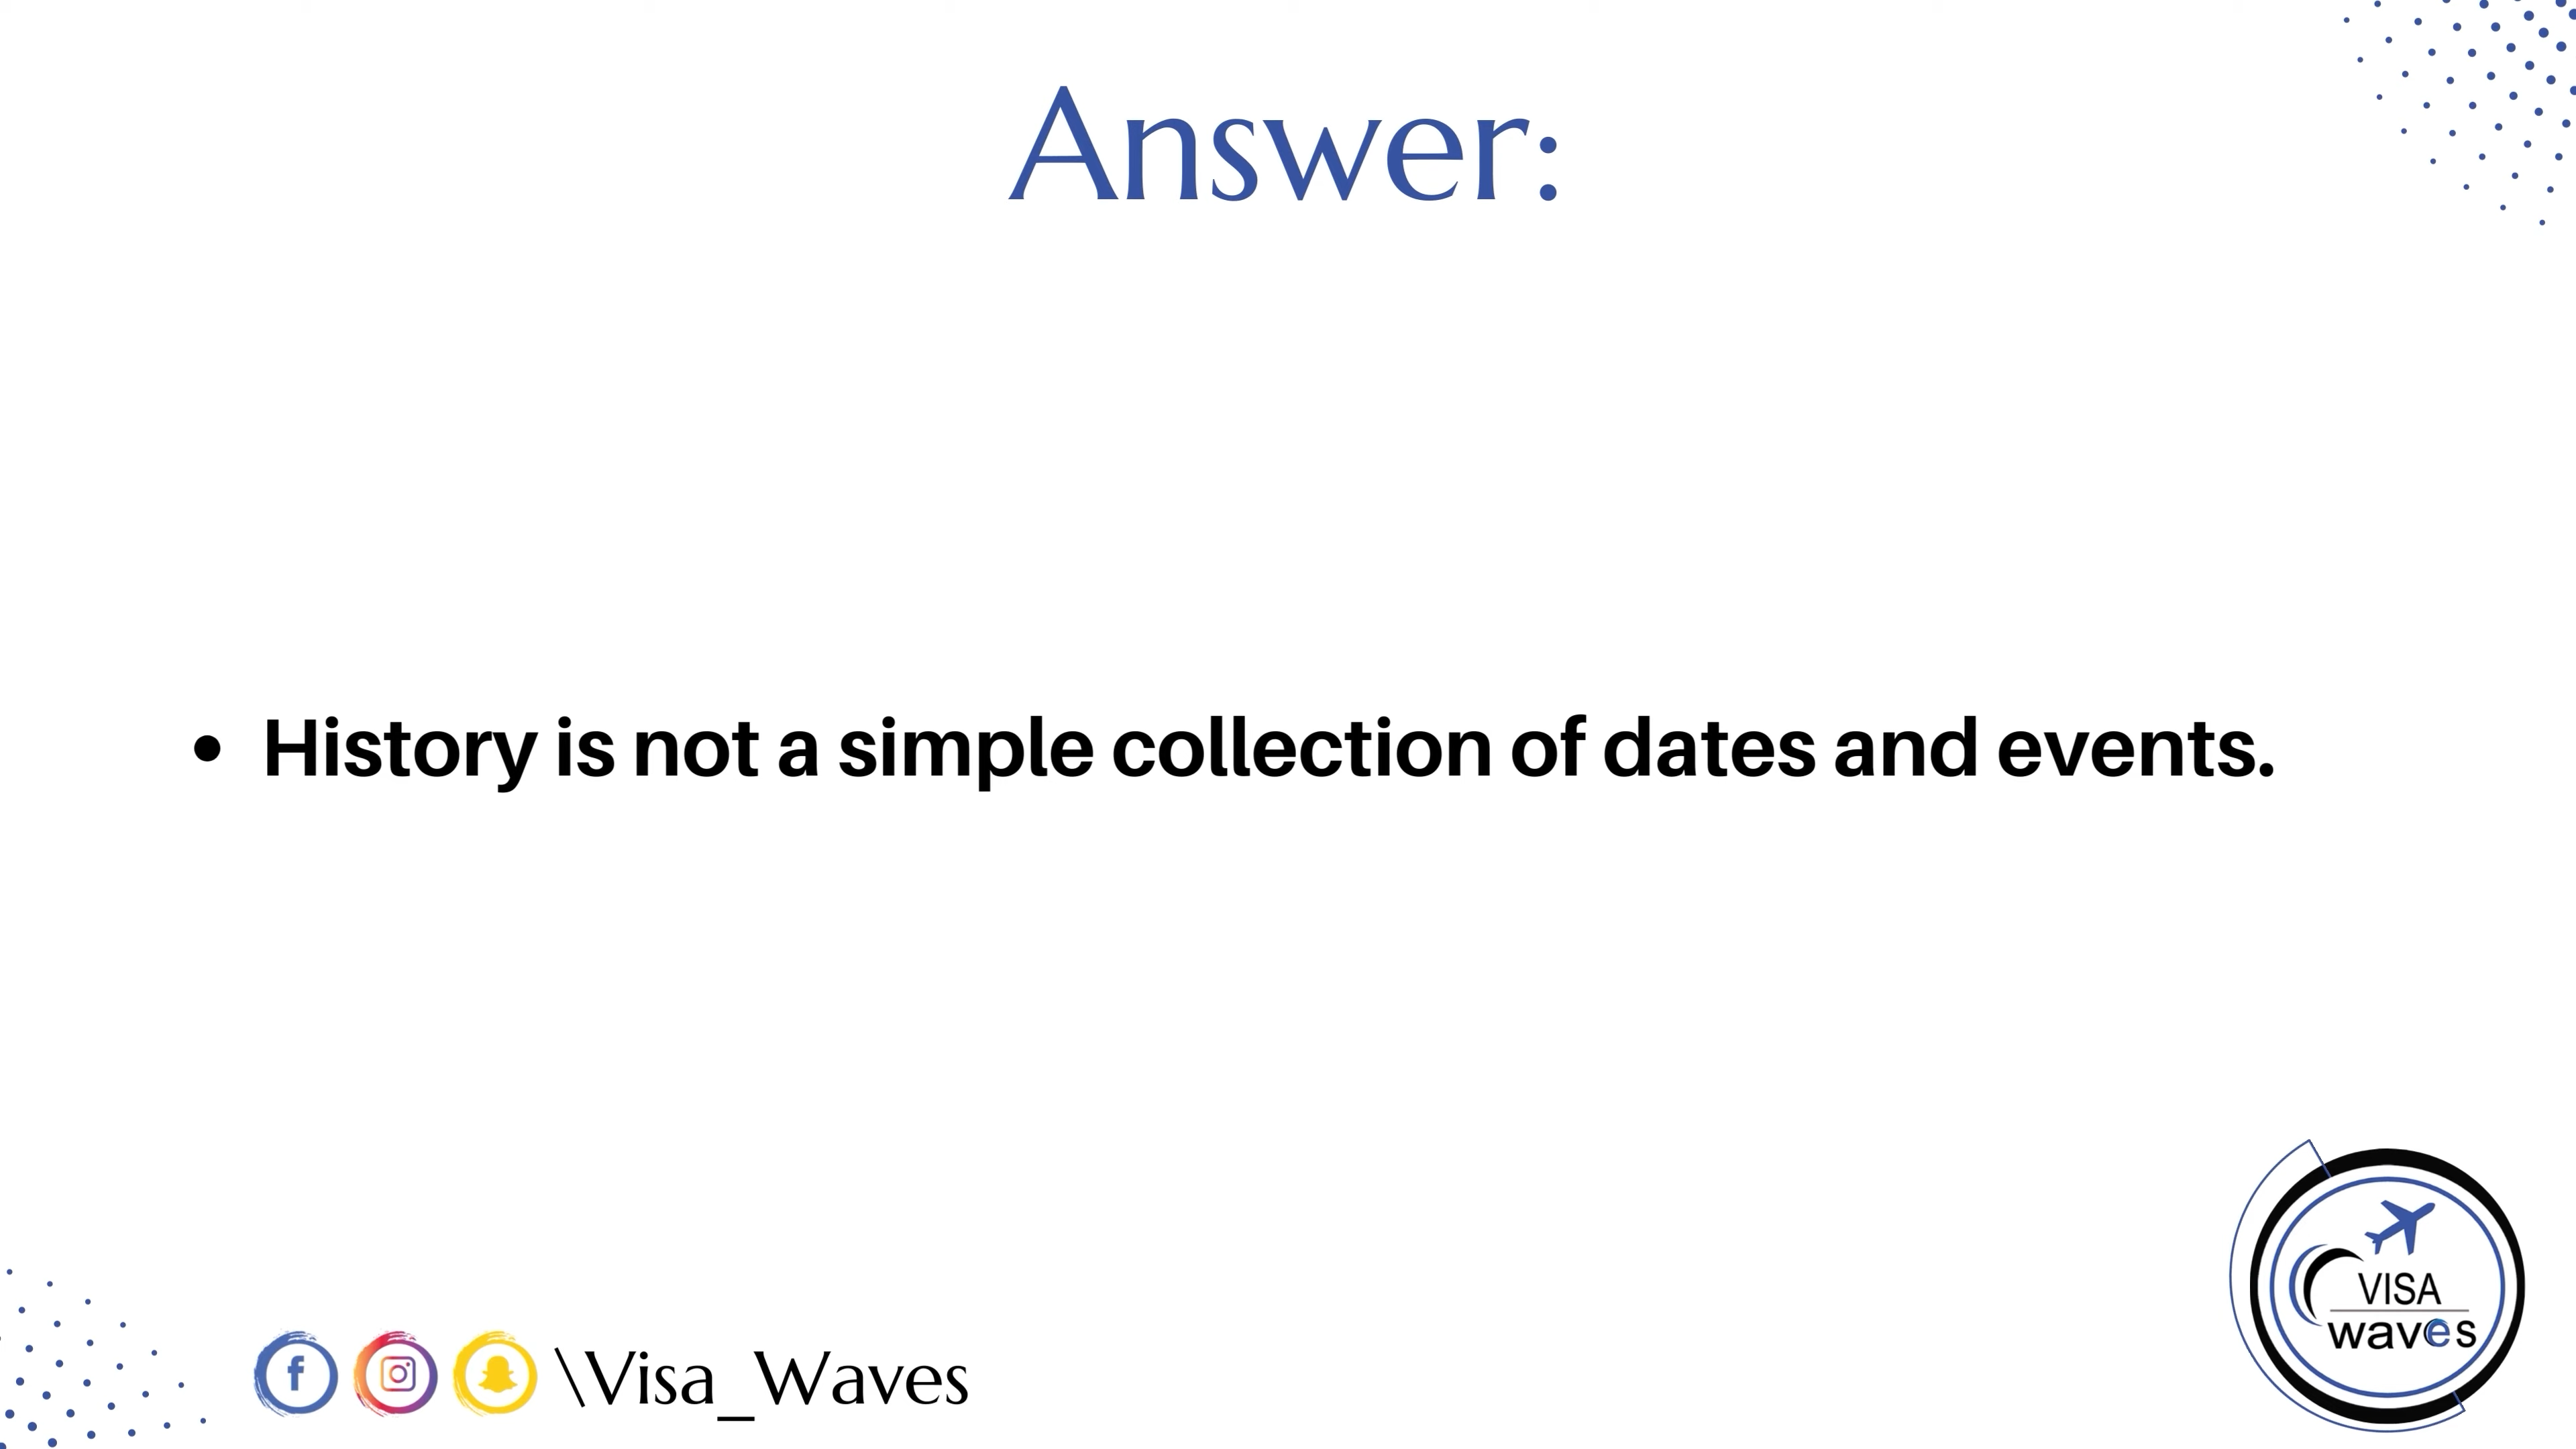 Answer:
• History is not a simple collection of dates and events.
\Visa_Waves
VISA
waves